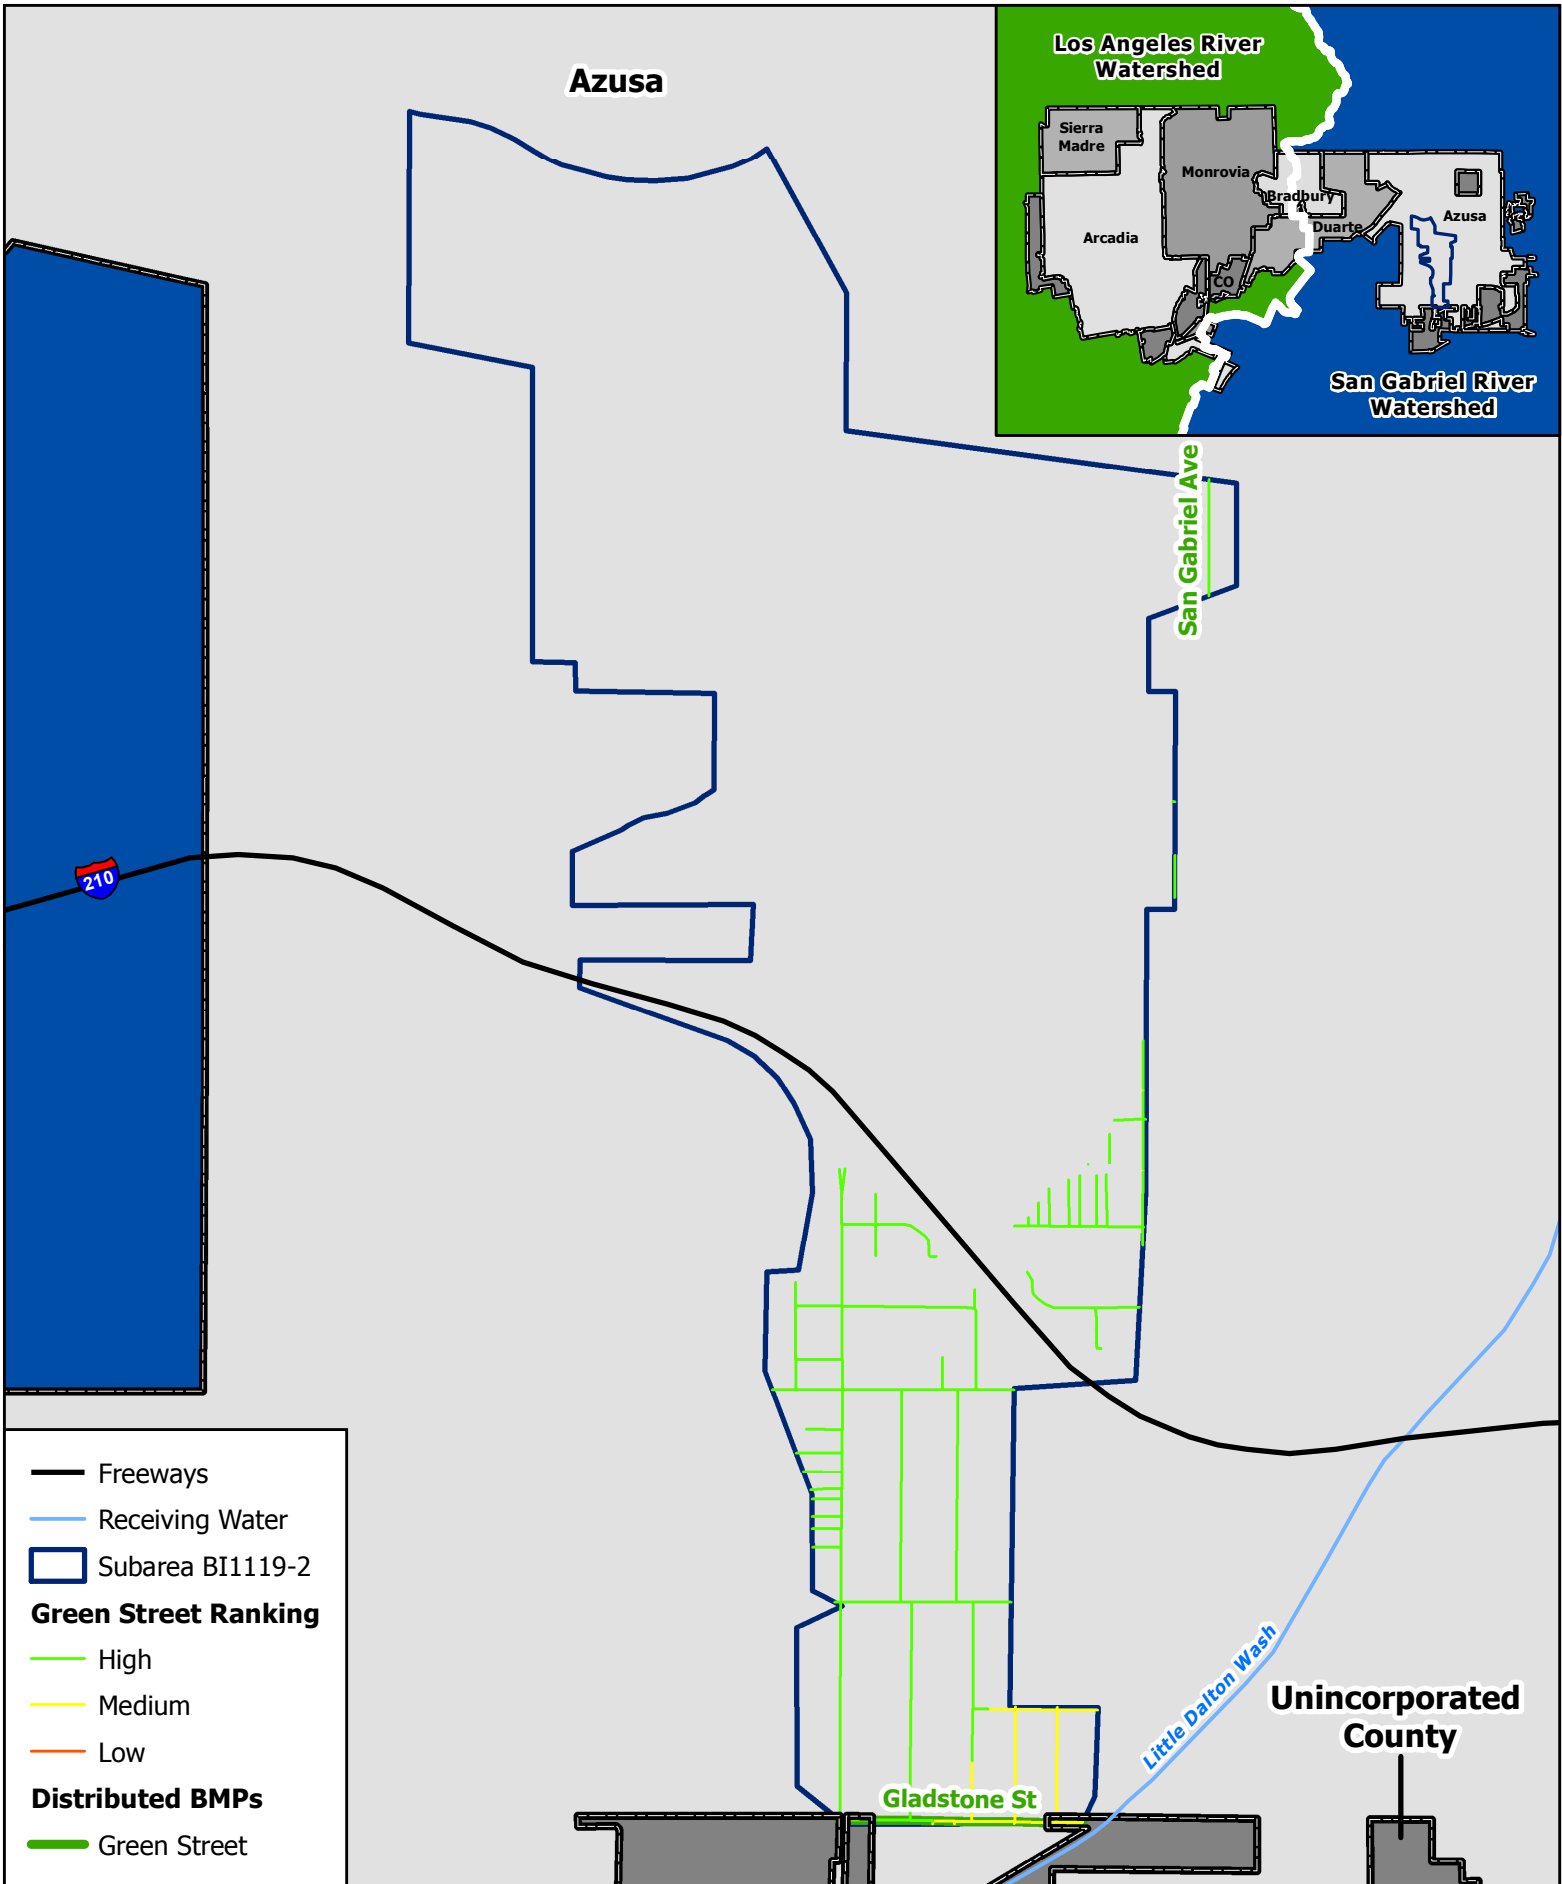 Azusa
Los Angeles River
Watershed
Sierra
Madre
Monrovia
Bradbury
Azusa
Duarte
Arcadia
CO
San Gabriel River
Watershed
San Gabriel Ave
210
Freeways
Receiving Water
Subarea BI1119-2
Green Street Ranking
High
Medium
Low
Distributed BMPs
Green Street
Little Dalton Wash
Unincorporated
County
Gladstone St